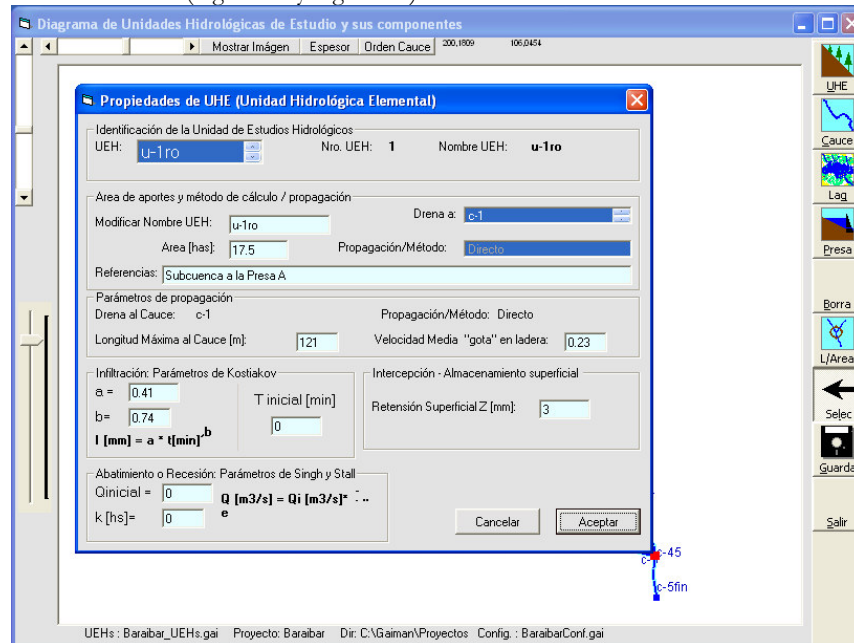 Diagrama de Unidades Hidrológicas de Estudio y sus componentes
Mostrar Imágen Espesor Orden Cauce 200,1809 106,0454
Propiedades de UHE (Unidad Hidrológica Elemental)
Identificación de la Unidad de Estudios Hidrológicos
UEH: u-1ro Nro. UEH: 1 Nombre UEH: u-1ro
Area de aportes y método de cálculo / propagación
Modificar Nombre UEH: u-1ro Drena a: c-1
Area [has]: 17.5 Propagación/Método: Directo
Referencias: Subcuenca a la Presa A
Parámetros de propagación
Drena al Cauce: c-1 Propagación/Método: Directo
Longitud Máxima al Cauce [m]: 121 Velocidad Media "gota" en ladera: 0.23
Infiltración: Parámetros de Kostiakov
a = 0.41
b= 0.74
I [mm] = a * t[min]^b
T inicial [min]
0
Intercepción - Almacenamiento superficial
Retensión Superficial Z [mm]: 3
Abatimiento o Recesión: Parámetros de Singh y Stall
Qinicial = 0 Q [m3/s] = Qi [m3/s]*
k [hs]= 0 e
Cancelar Aceptar
c-45
c-5fin
UHE
Cauce
Lag
Presa
Borra
L/Area
Selec
Guarda
Salir
UEHs : Baraibar_UEHs.gai Proyecto: Baraibar Dir: C:\Gaiman\Proyectos Config. : BaraibarConf.gai